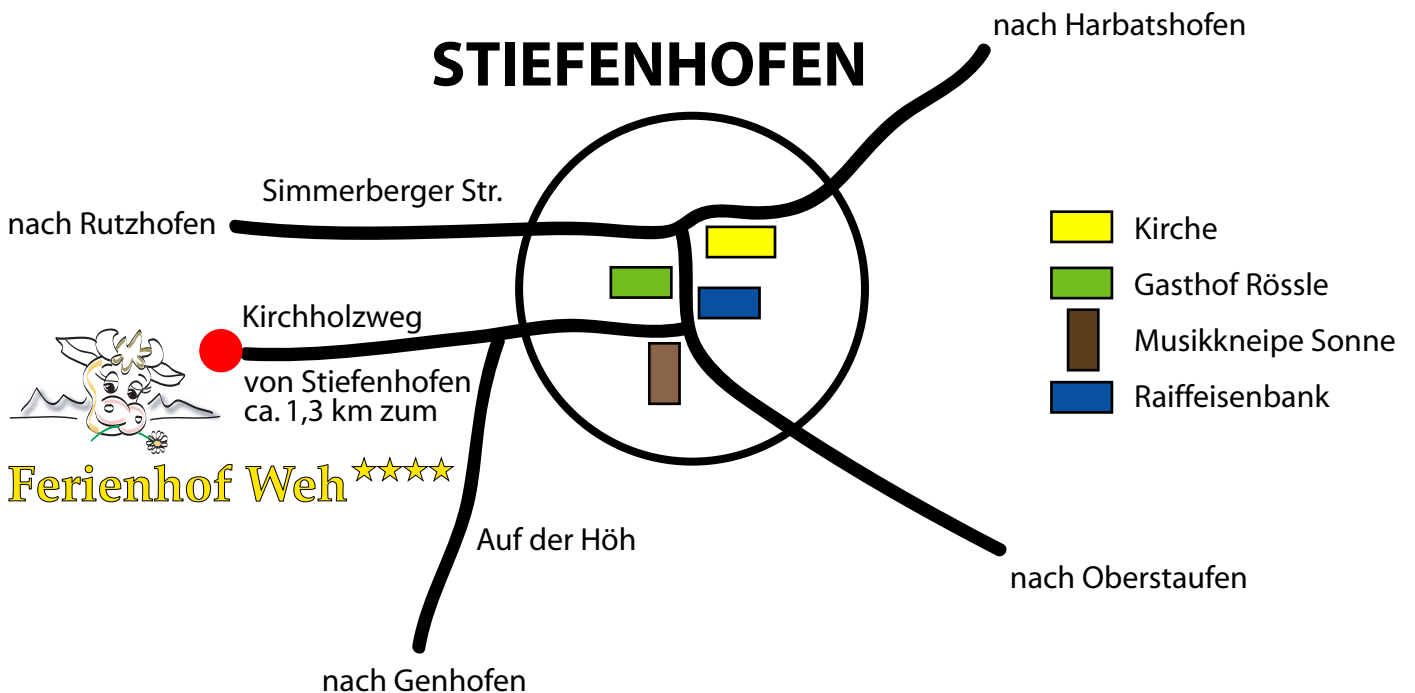 nach Harbatshofen
STIEFENHOFEN
Simmerberger Str.
nach Rutzhofen
Kirche
Gasthof Rössle
Musikkneipe Sonne
Raiffeisenbank
Kirchholzweg
von Stiefenhofen
ca. 1,3 km zum
Ferienhof Weh
Auf der Höh
nach Oberstaufen
nach Genhofen